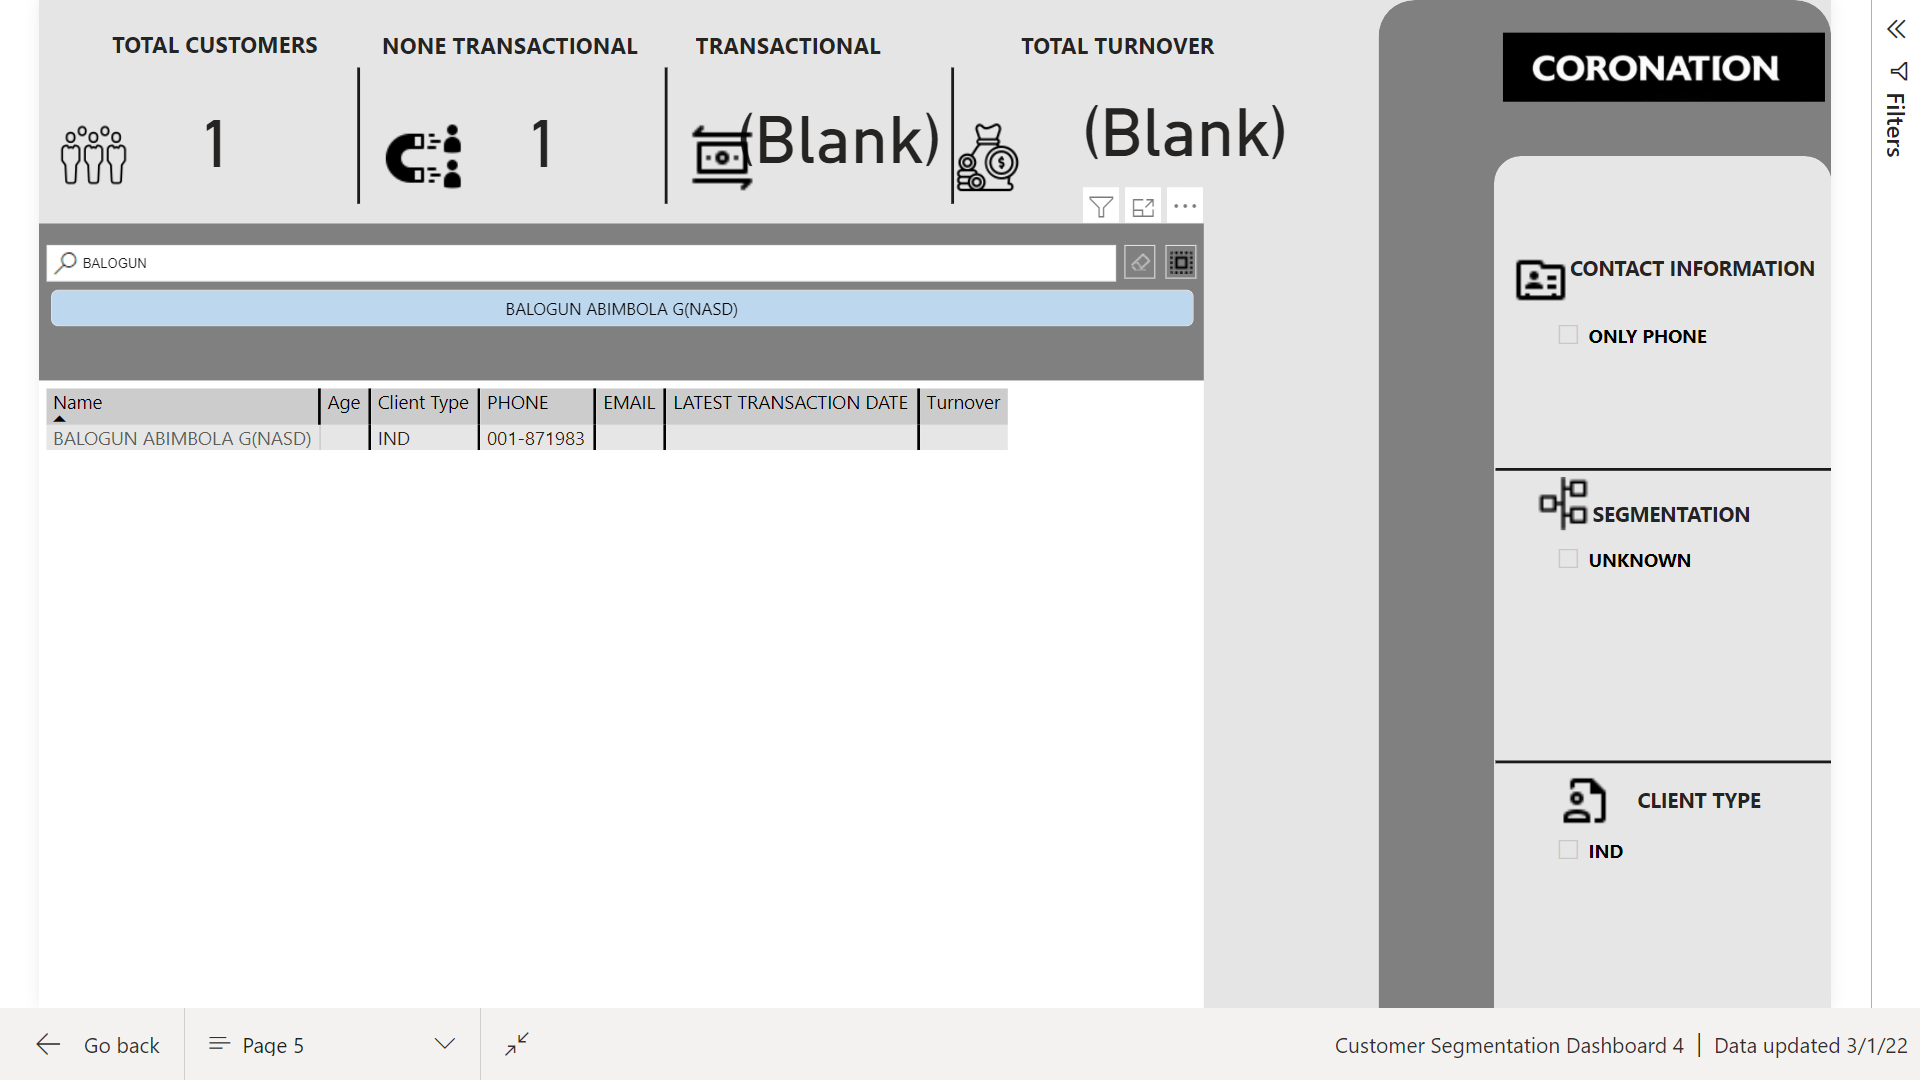 TOTAL CUSTOMERS
NONE TRANSACTIONAL
TRANSACTIONAL
TOTAL TURNOVER
1
1
(Blank)
(Blank)
CORONATION
Filters
BALOGUN
BALOGUN ABIMBOLA G(NASD)
Name Age Client Type PHONE EMAIL LATEST TRANSACTION DATE Turnover
BALOGUN ABIMBOLA G(NASD) IND 001-871983
CONTACT INFORMATION
ONLY PHONE
SEGMENTATION
UNKNOWN
CLIENT TYPE
IND
Go back
Page 5
Customer Segmentation Dashboard 4 | Data updated 3/1/22